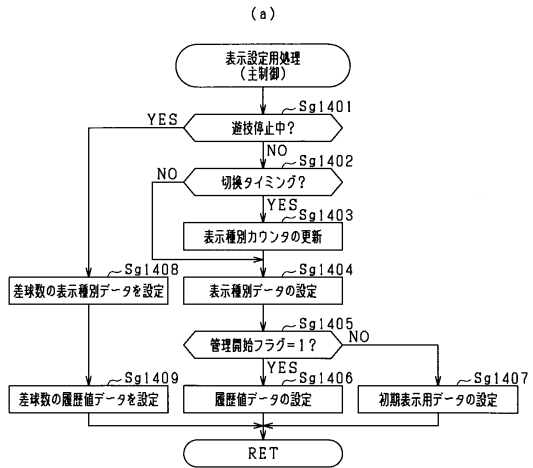 (a)
表示設定用処理
(主制御)
Sg1401
遊技停止中?
YES
NO
Sg1402
切換タイミング?
NO
YES
Sg1403
表示種別カウンタの更新
Sg1408
差球数の表示種別データを設定
Sg1404
表示種別データの設定
Sg1405
管理開始フラグ=1?
NO
YES
Sg1409
差球数の履歴値データを設定
Sg1406
履歴値データの設定
Sg1407
初期表示用データの設定
RET